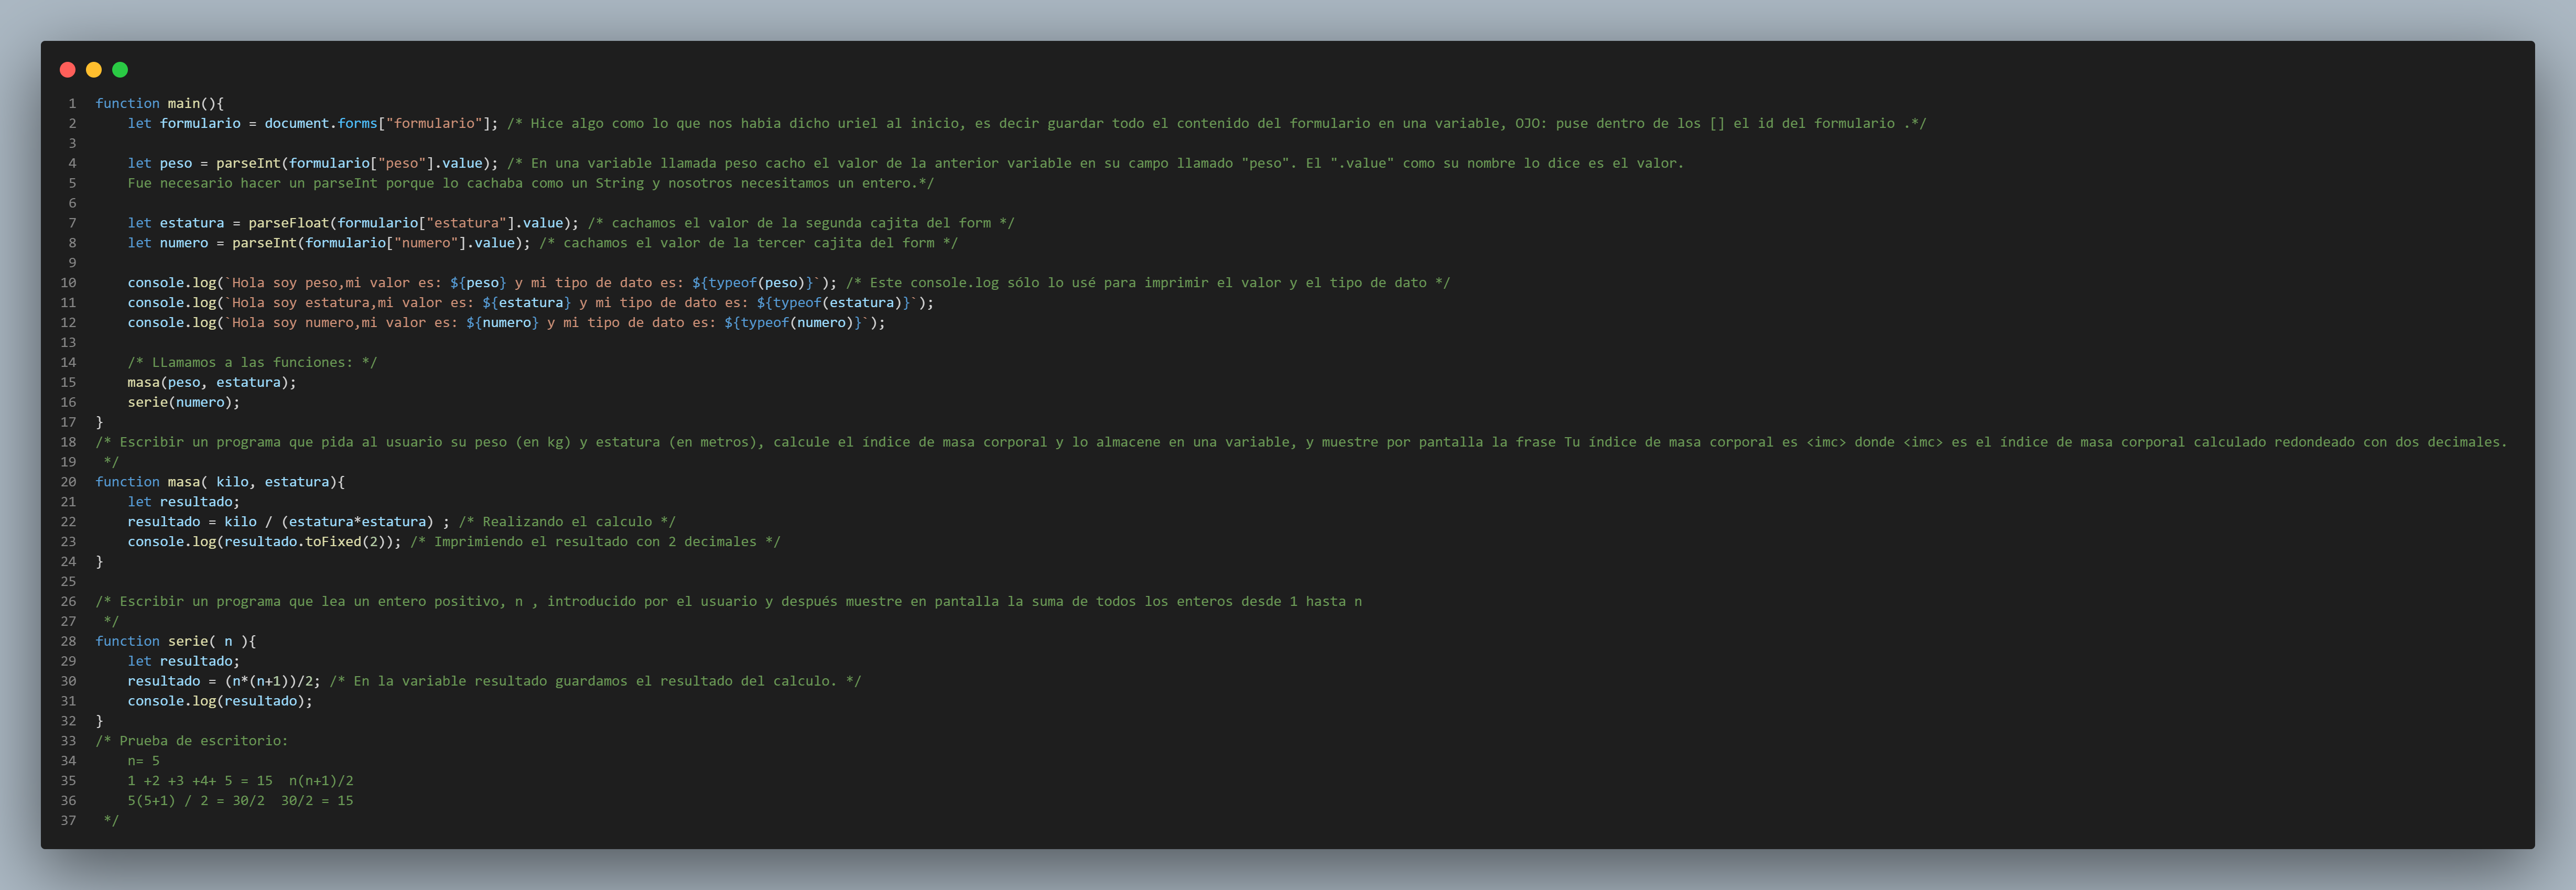 1 function main(){
2 let formulario = document.forms["formulario"]; /* Hice algo como lo que nos habia dicho uriel al inicio, es decir guardar todo el contenido del formulario en una variable, OJO: puse dentro de los [] el id del formulario .*/
3
4 let peso = parseInt(formulario["peso"].value); /* En una variable llamada peso cacho el valor de la anterior variable en su campo llamado "peso". El ".value" como su nombre lo dice es el valor.
5 Fue necesario hacer un parseInt porque lo cachaba como un String y nosotros necesitamos un entero.*/
6
7 let estatura = parseFloat(formulario["estatura"].value); /* cachamos el valor de la segunda cajita del form */
8 let numero = parseInt(formulario["numero"].value); /* cachamos el valor de la tercer cajita del form */
9
10 console.log(`Hola soy peso,mi valor es: ${peso} y mi tipo de dato es: ${typeof(peso)}`); /* Este console.log sólo lo usé para imprimir el valor y el tipo de dato */
11 console.log(`Hola soy estatura,mi valor es: ${estatura} y mi tipo de dato es: ${typeof(estatura)}`);
12 console.log(`Hola soy numero,mi valor es: ${numero} y mi tipo de dato es: ${typeof(numero)}`);
13
14 /* LLamamos a las funciones: */
15 masa(peso, estatura);
16 serie(numero);
17 }
18 /* Escribir un programa que pida al usuario su peso (en kg) y estatura (en metros), calcule el índice de masa corporal y lo almacene en una variable, y muestre por pantalla la frase Tu índice de masa corporal es <imc> donde <imc> es el índice de masa corporal calculado redondeado con dos decimales.
19 */
20 function masa( kilo, estatura){
21 let resultado;
22 resultado = kilo / (estatura*estatura) ; /* Realizando el calculo */
23 console.log(resultado.toFixed(2)); /* Imprimiendo el resultado con 2 decimales */
24 }
25
26 /* Escribir un programa que lea un entero positivo, n , introducido por el usuario y después muestre en pantalla la suma de todos los enteros desde 1 hasta n
27 */
28 function serie( n ){
29 let resultado;
30 resultado = (n*(n+1))/2; /* En la variable resultado guardamos el resultado del calculo. */
31 console.log(resultado);
32 }
33 /* Prueba de escritorio:
34 n= 5
35 1 +2 +3 +4+ 5 = 15  n(n+1)/2
36 5(5+1) / 2 = 30/2  30/2 = 15
37 */